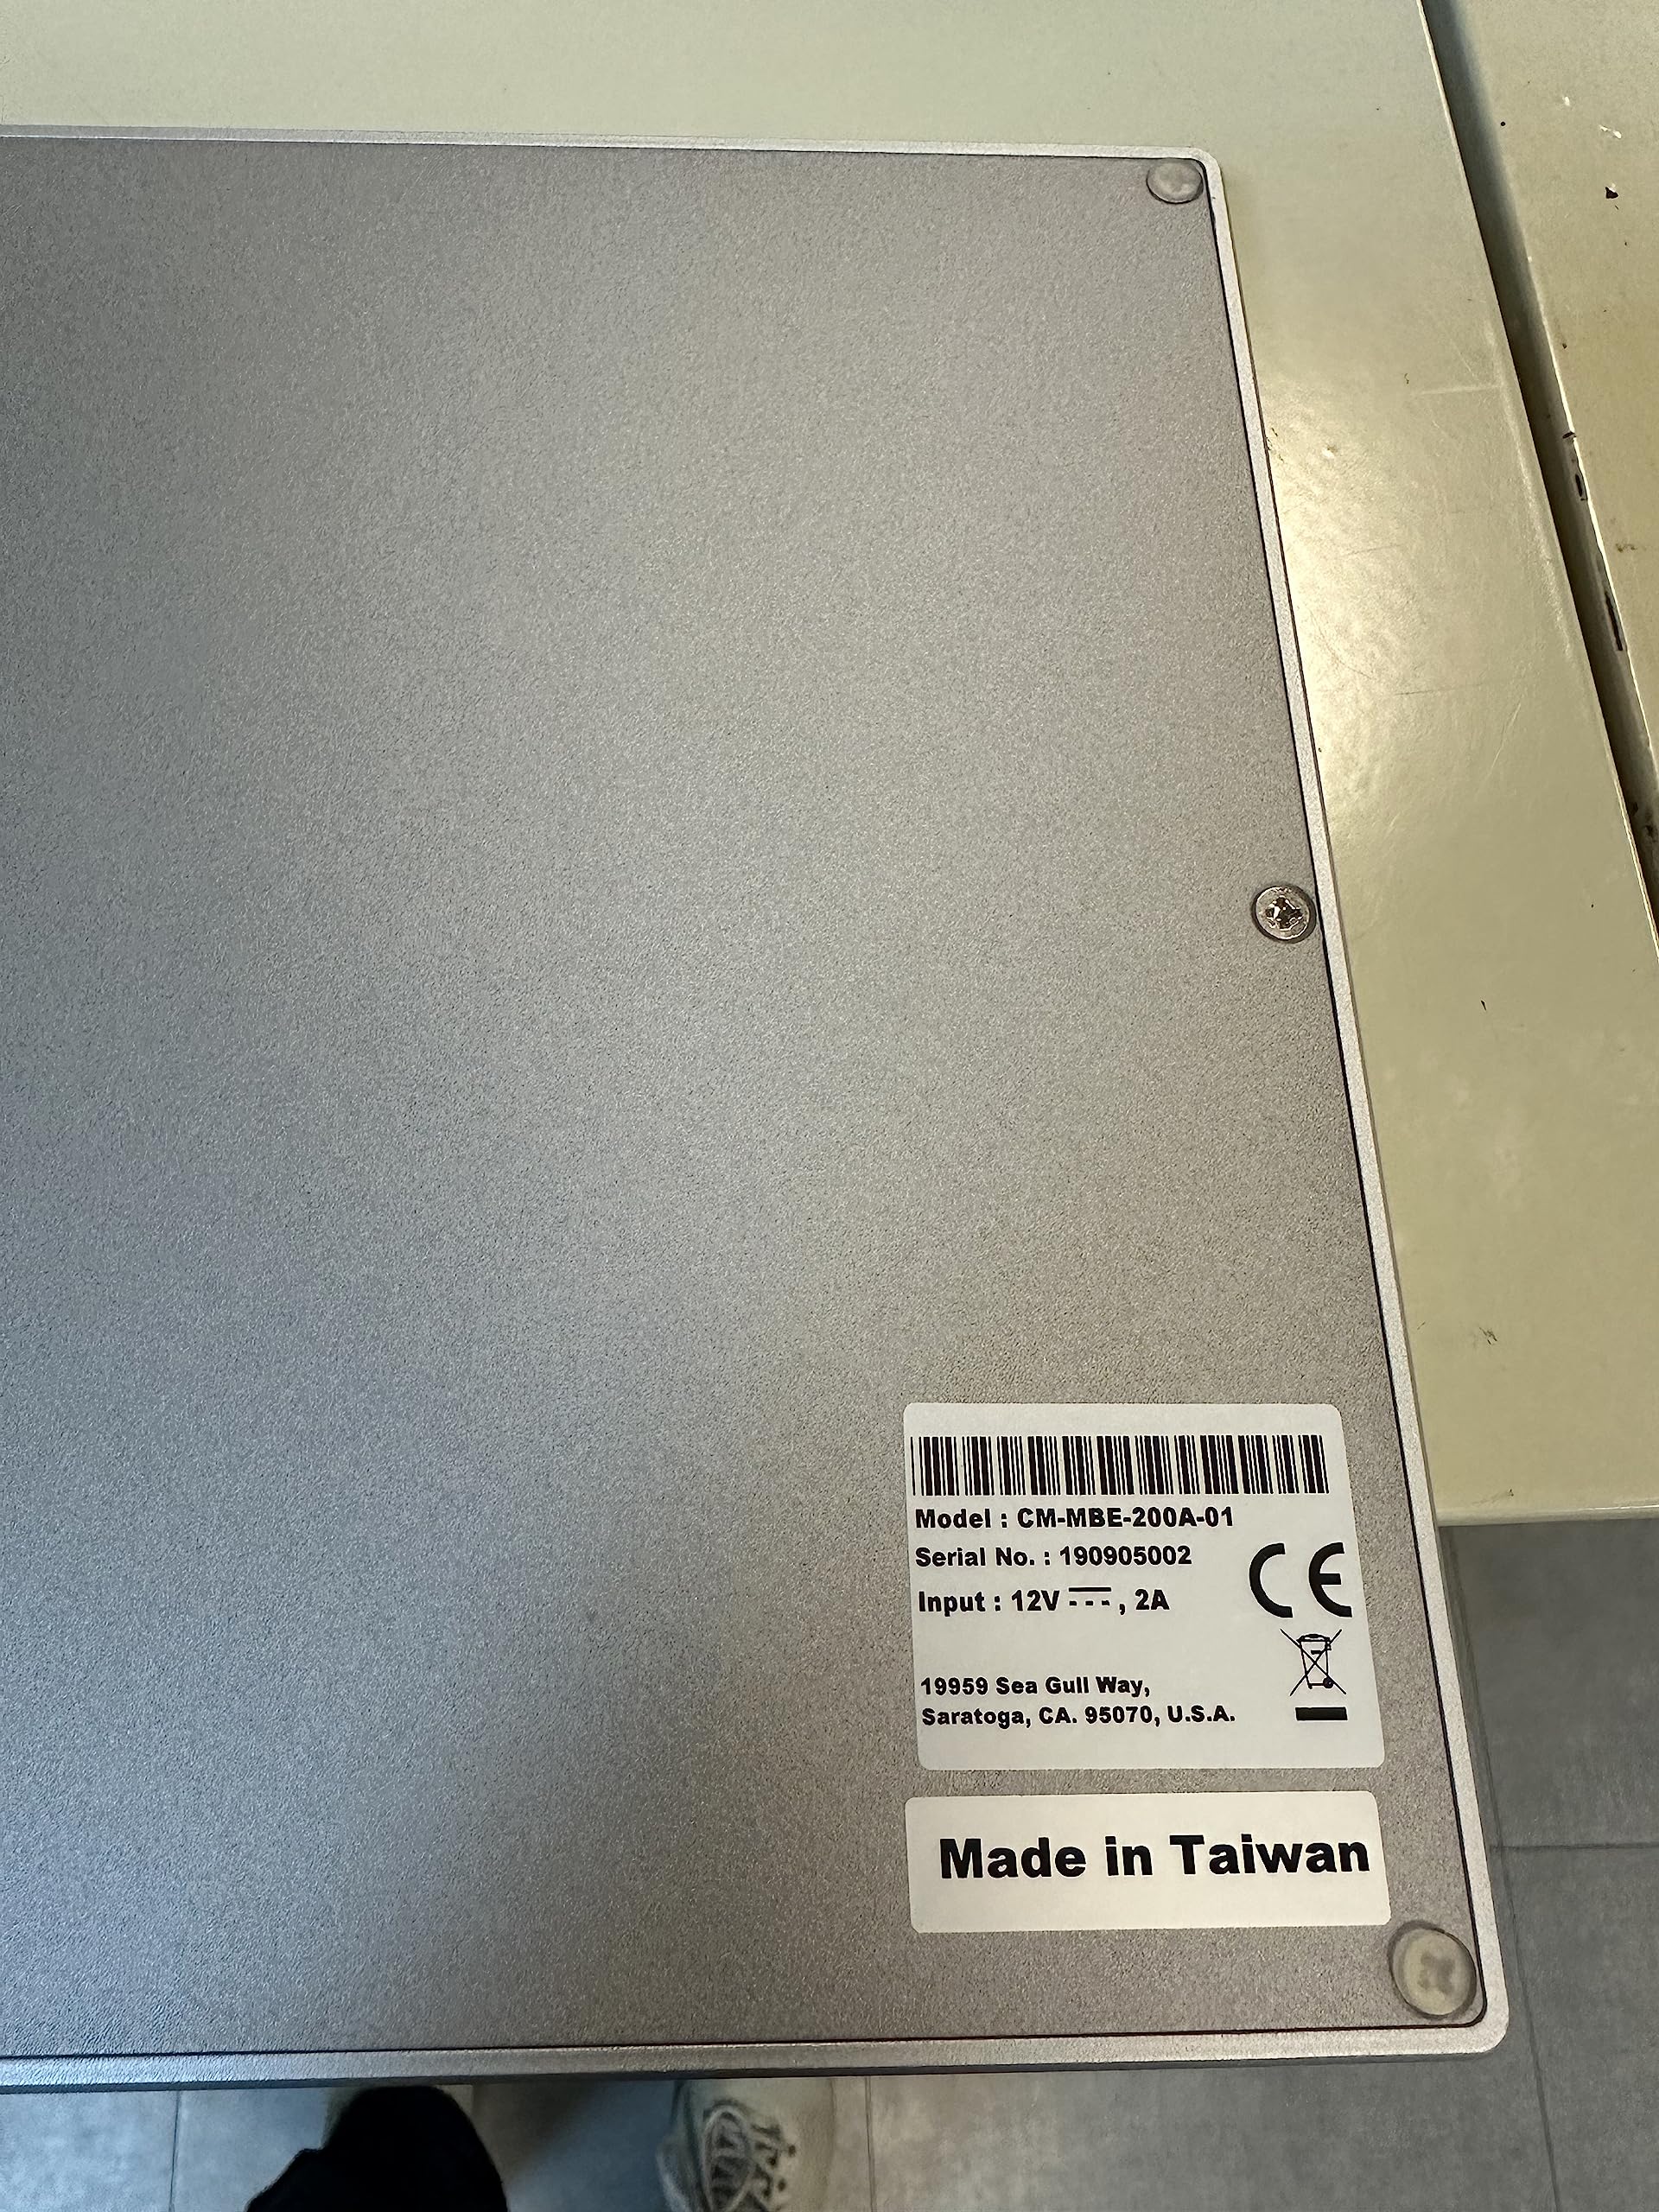 Model : CM-MBE-200A-01
Serial No. : 190905002
Input : 12V ⎓ , 2A
CE
19959 Sea Gull Way,
Saratoga, CA. 95070, U.S.A.
Made in Taiwan